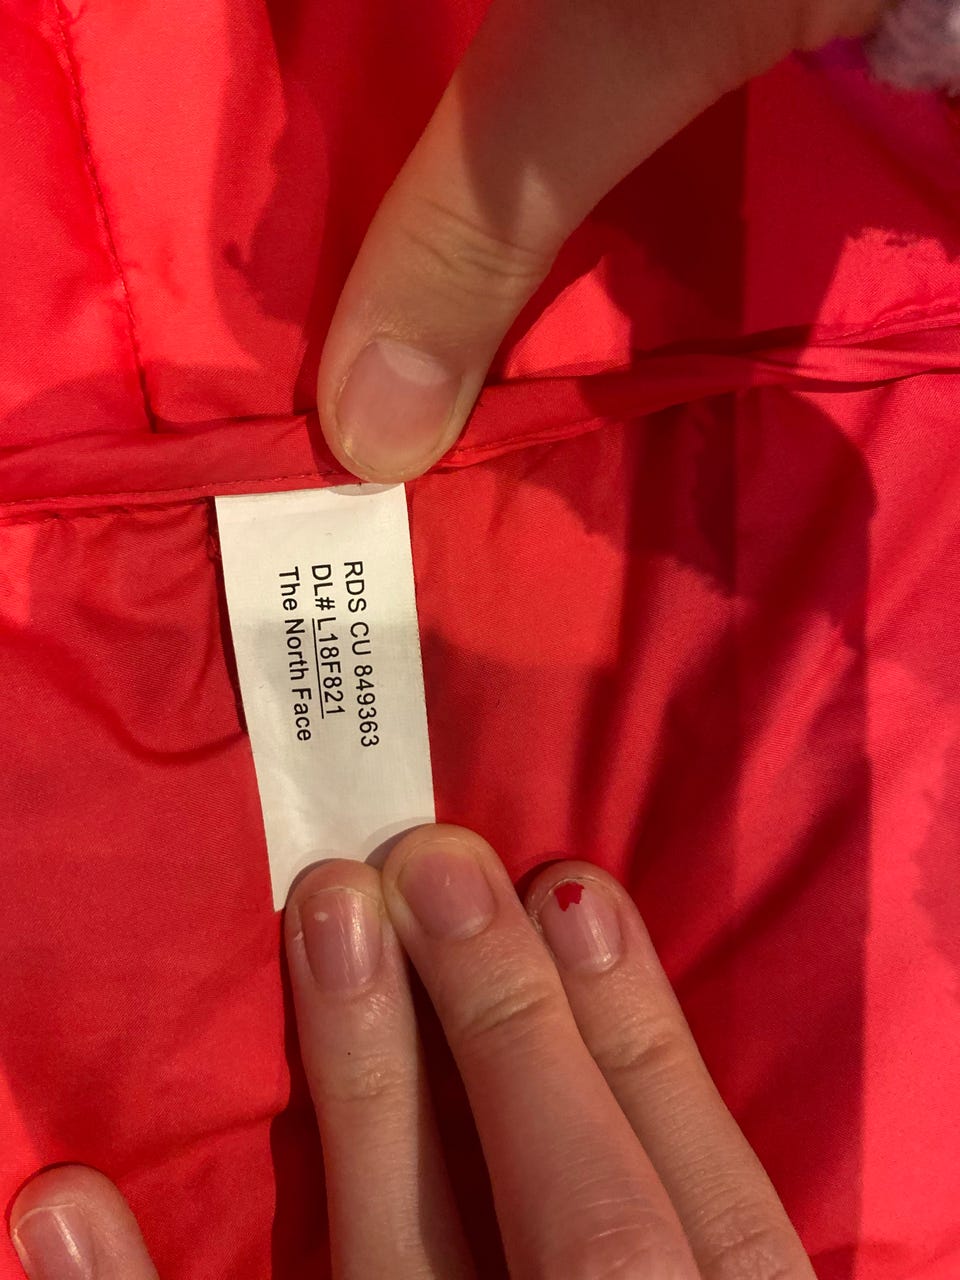 RDS CU 849363
DL# L18F821
The North Face